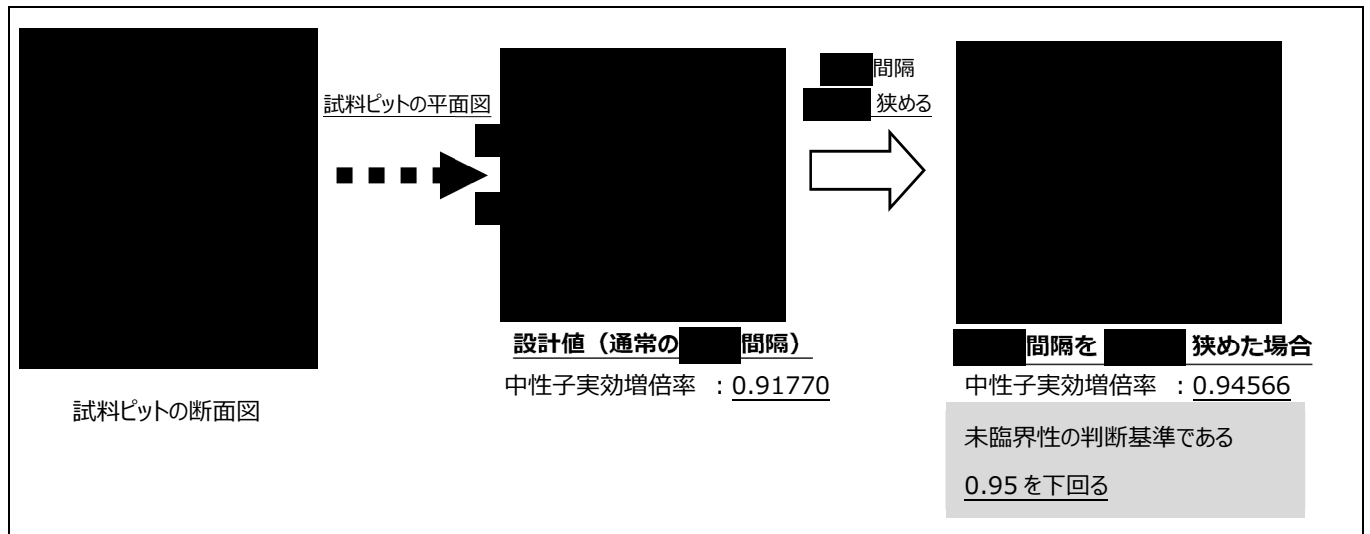 試料ピットの断面図
試料ピットの平面図
間隔
狭める
設計値（通常の 間隔）
中性子実効増倍率 : 0.91770
間隔を 狭めた場合
中性子実効増倍率 : 0.94566
未臨界性の判断基準である
0.95を下回る